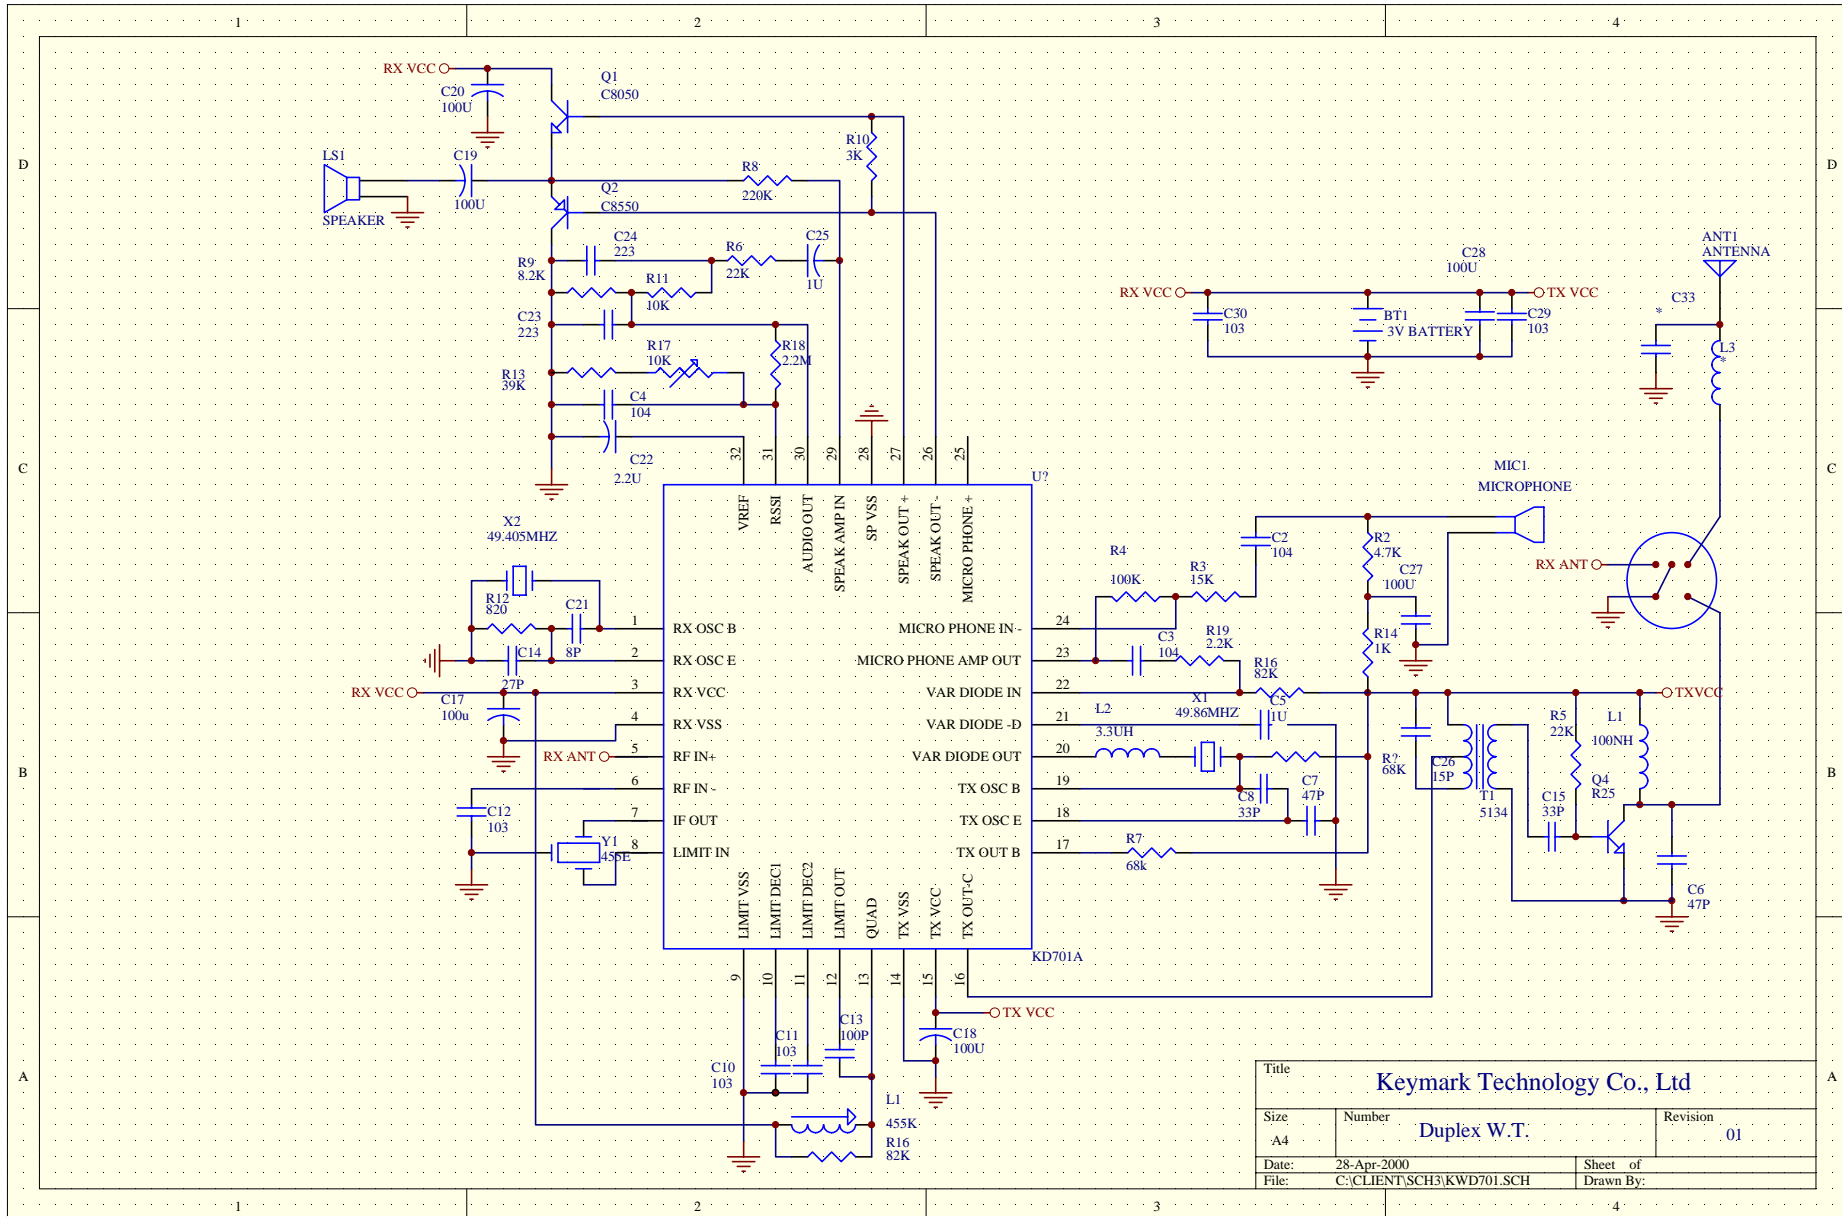 1 2 3 4
D D
C C
B B
A A
1 2 3 4
RX VCC
C20
100U
Q1
C8050
R10
3K
LS1
SPEAKER
C19
100U
R8
220K
Q2
C8550
C24
223
R6
22K
C25
1U
R9
8.2K
R11
10K
C23
223
R17
10K
R18
2.2M
R13
39K
C4
104
C22
2.2U
RX VCC
C30
103
BT1
3V BATTERY
C28
100U
C29
103
TX VCC
ANT1
ANTENNA
C33
*
L3
*
32 31 30 29 28 27 26 25
VREF
RSSI
AUDIO OUT
SPEAK AMP IN
SP VSS
SPEAK OUT +
SPEAK OUT -
MICRO PHONE +
U?
X2
49.405MHZ
R12
820
C21
8P
C14
27P
RX VCC
C17
100u
RX ANT
C12
103
Y1
455E
1 RX OSC B
2 RX OSC E
3 RX VCC
4 RX VSS
5 RF IN+
6 RF IN -
7 IF OUT
8 LIMIT IN
MICRO PHONE IN - 24
MICRO PHONE AMP OUT 23
VAR DIODE IN 22
VAR DIODE -D 21
VAR DIODE OUT 20
TX OSC B 19
TX OSC E 18
TX OUT B 17
LIMIT VSS
LIMIT DEC1
LIMIT DEC2
LIMIT OUT
QUAD
TX VSS
TX VCC
TX OUT-C
9 10 11 12 13 14 15 16
KD701A
MIC1
MICROPHONE
C2
104
R2
4.7K
C27
100U
R4
100K
R3
15K
C3
104
R19
2.2K
R14
1K
R16
82K
L2
3.3UH
X1
49.86MHZ
C5
1U
C8
33P
C7
47P
R7
68k
RX ANT
TXVCC
R?
68K
C26
15P
T1
5134
R5
22K
L1
100NH
C15
33P
Q4
R25
C6
47P
C10
103
C11
103
C13
100P
C18
100U
TX VCC
L1
455K
R16
82K
Title
Keymark Technology Co., Ltd
Size
A4
Number
Duplex W.T.
Revision
01
Date: 28-Apr-2000 Sheet of
File: C:\CLIENT\SCH3\KWD701.SCH Drawn By: